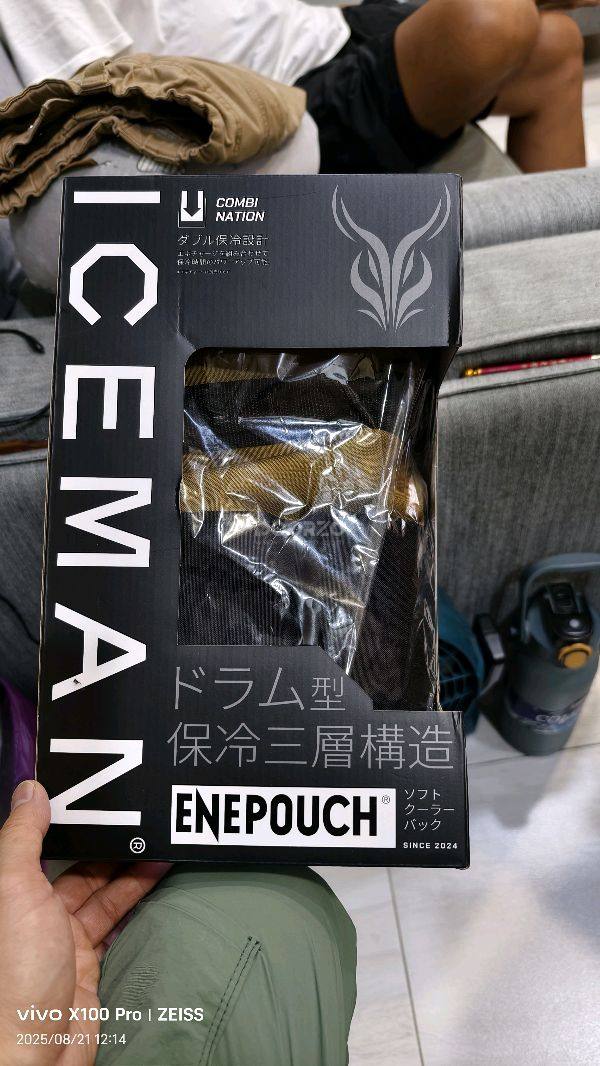 ICEMAN®
COMBI
NATION
ダブル保冷設計
ドラム型
保冷三層構造
ENEPOUCH®
ソフト
クーラー
バック
SINCE 2024
vivo X100 Pro | ZEISS
2025/08/21 12:14